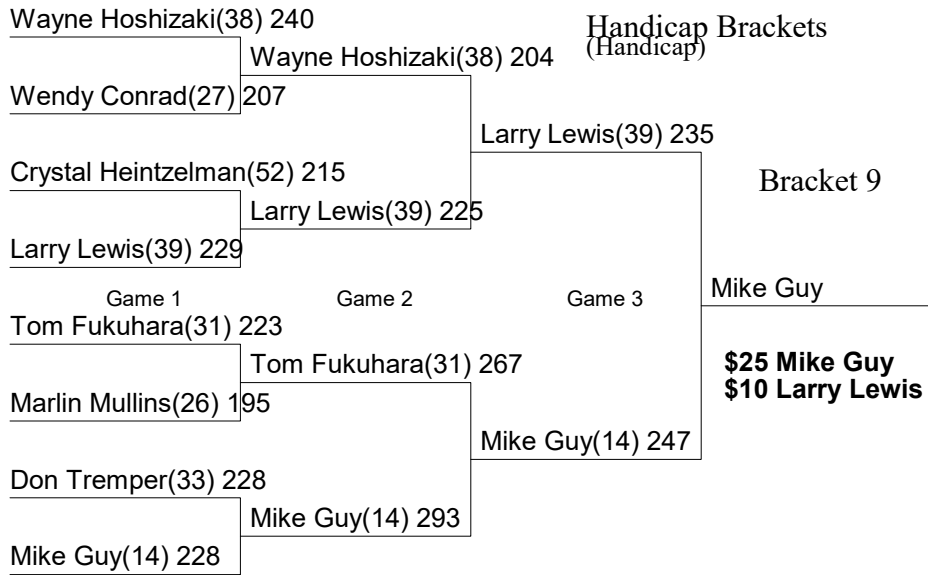 Wayne Hoshizaki(38) 240
Handicap Brackets
(Handicap)
Wayne Hoshizaki(38) 204
Wendy Conrad(27) 207
Larry Lewis(39) 235
Crystal Heintzelman(52) 215
Bracket 9
Larry Lewis(39) 225
Larry Lewis(39) 229
Game 1
Game 2
Game 3
Mike Guy
Tom Fukuhara(31) 223
Tom Fukuhara(31) 267
$25 Mike Guy
$10 Larry Lewis
Marlin Mullins(26) 195
Mike Guy(14) 247
Don Tremper(33) 228
Mike Guy(14) 293
Mike Guy(14) 228